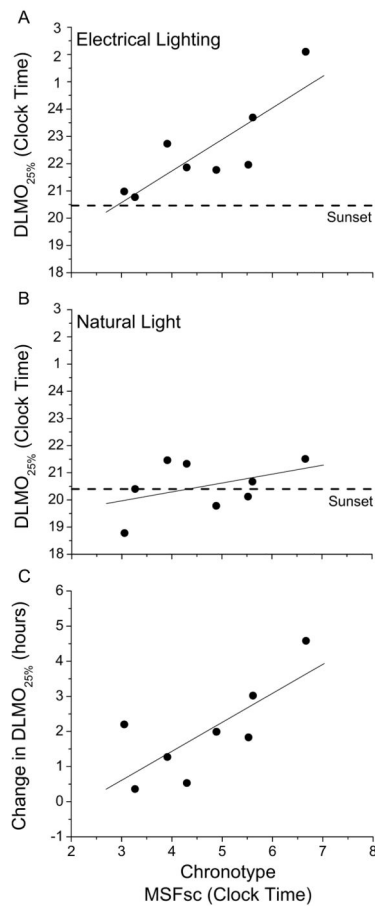 A
Electrical Lighting
DLMO25% (Clock Time)
3
2
1
24
23
22
21
20
19
18
Sunset
B
Natural Light
DLMO25% (Clock Time)
3
2
1
24
23
22
21
20
19
18
Sunset
C
Change in DLMO25% (hours)
6
5
4
3
2
1
0
-1
2 3 4 5 6 7 8
Chronotype
MSFsc (Clock Time)